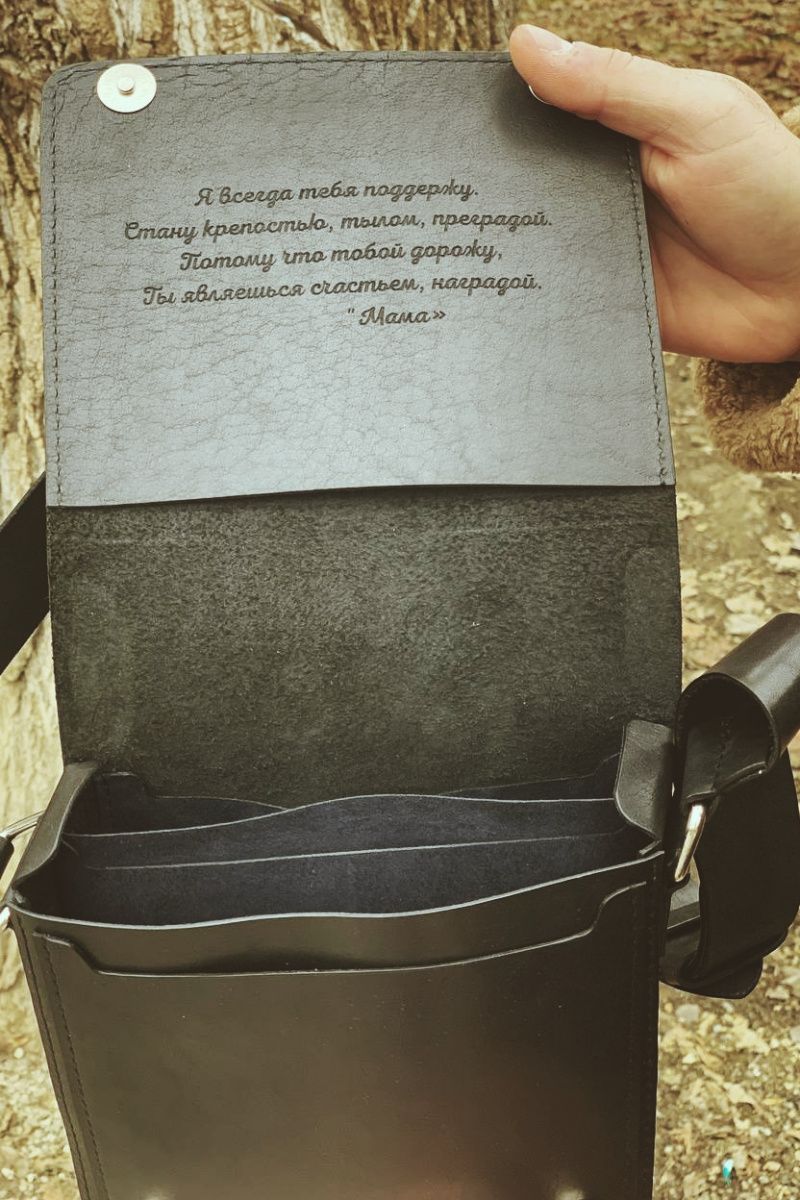 Я всегда тебя поддержу.
Стану крепостью, тылом, преградой.
Потому что тобой дорожу,
Ты являешься счастьем, наградой.
"Мама»